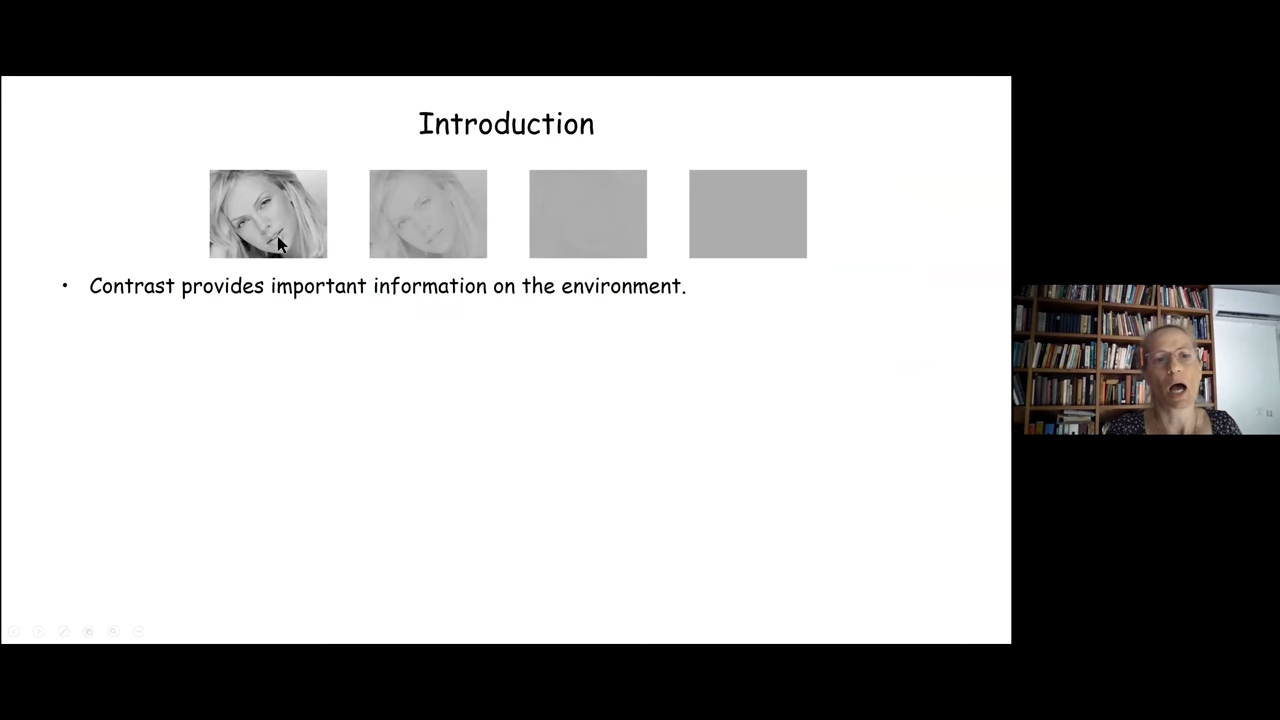 Introduction
• Contrast provides important information on the environment.